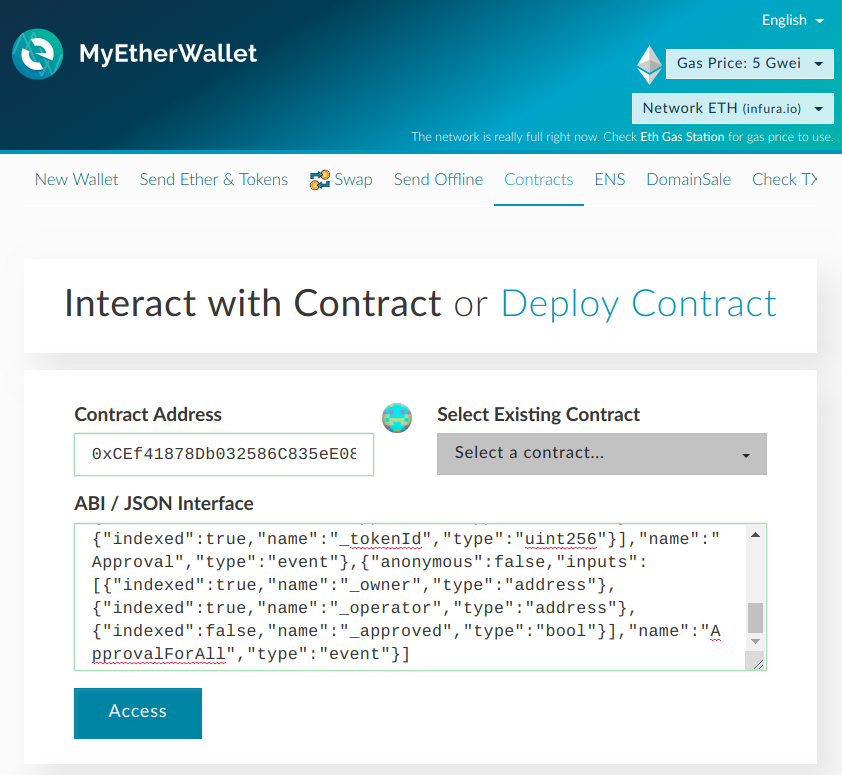 English
MyEtherWallet
Gas Price: 5 Gwei
Network ETH (infura.io)
The network is really full right now. Check Eth Gas Station for gas price to use.
New Wallet Send Ether & Tokens Swap Send Offline Contracts ENS DomainSale Check TX
Interact with Contract or Deploy Contract
Contract Address
Select Existing Contract
0xCEf41878Db032586C835eE08
Select a contract...
ABI / JSON Interface
{"indexed":true,"name":"_tokenId","type":"uint256"}],"name":"
Approval","type":"event"},{"anonymous":false,"inputs":
[{"indexed":true,"name":"_owner","type":"address"},
{"indexed":true,"name":"_operator","type":"address"},
{"indexed":false,"name":"_approved","type":"bool"}],"name":"A
pprovalForAll","type":"event"}]
Access